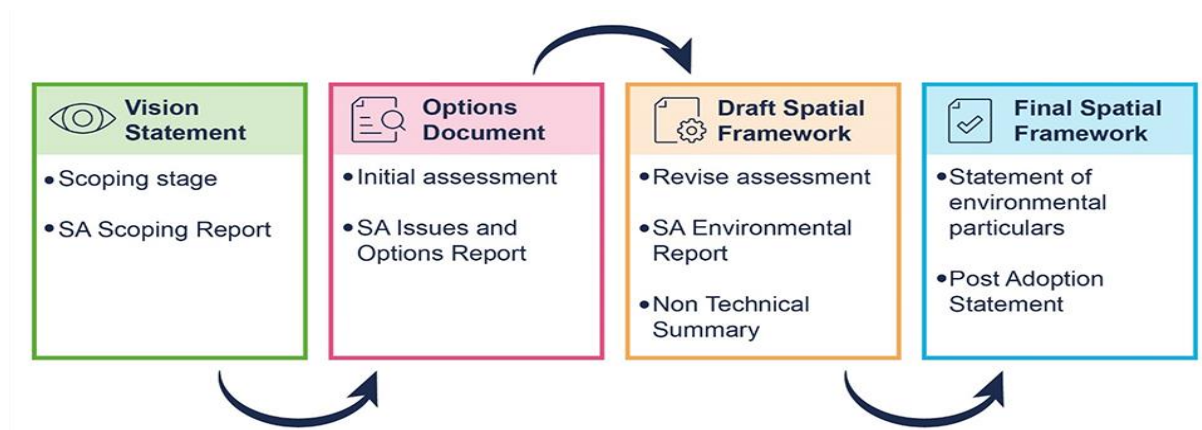 Vision
Statement
•Scoping stage
•SA Scoping Report
Options
Document
•Initial assessment
•SA Issues and
Options Report
Draft Spatial
Framework
•Revise assessment
•SA Environmental
Report
•Non Technical
Summary
Final Spatial
Framework
•Statement of
environmental
particulars
•Post Adoption
Statement